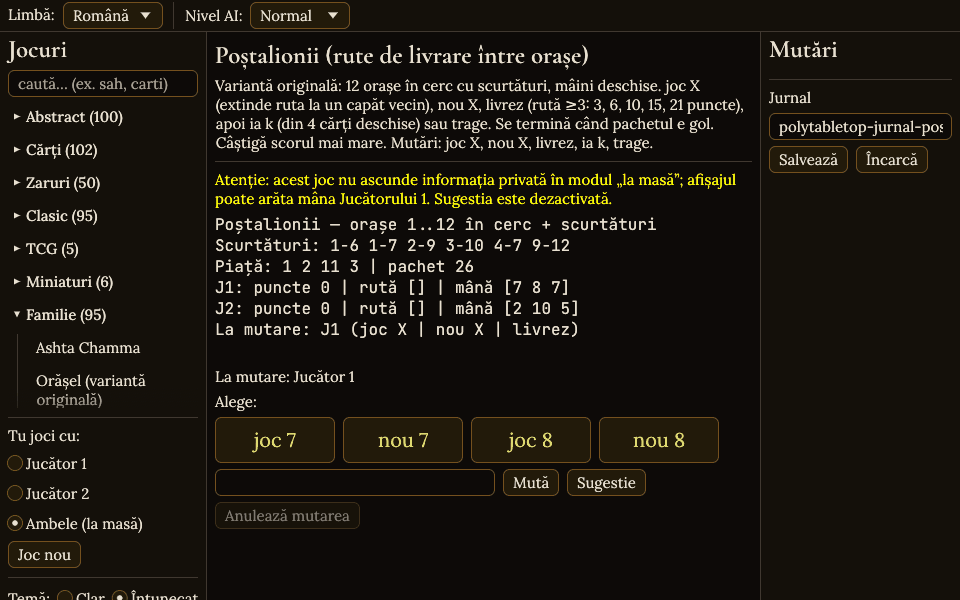 Limbă: Română ▼ Nivel AI: Normal ▼
Jocuri
caută... (ex. sah, carti)
▸ Abstract (100)
▸ Cărți (102)
▸ Zaruri (50)
▸ Clasic (95)
▸ TCG (5)
▸ Miniaturi (6)
▾ Familie (95)
Ashta Chamma
Orășel (variantă
originală)
Tu joci cu:
Jucător 1
Jucător 2
Ambele (la masă)
Joc nou
Temă: Clar Întunecat
Poștalionii (rute de livrare între orașe)
Variantă originală: 12 orașe în cerc cu scurtături, mâini deschise. joc X
(extinde ruta la un capăt vecin), nou X, livrez (rută ≥3: 3, 6, 10, 15, 21 puncte),
apoi ia k (din 4 cărți deschise) sau trage. Se termină când pachetul e gol.
Câștigă scorul mai mare. Mutări: joc X, nou X, livrez, ia k, trage.
Atenție: acest joc nu ascunde informația privată în modul „la masă”; afișajul
poate arăta mâna Jucătorului 1. Sugestia este dezactivată.
Poștalionii — orașe 1..12 în cerc + scurtături
Scurtături: 1-6 1-7 2-9 3-10 4-7 9-12
Piață: 1 2 11 3 | pachet 26
J1: puncte 0 | rută [] | mână [7 8 7]
J2: puncte 0 | rută [] | mână [2 10 5]
La mutare: J1 (joc X | nou X | livrez)
La mutare: Jucător 1
Alege:
joc 7 nou 7 joc 8 nou 8
Mută Sugestie
Anulează mutarea
Mutări
Jurnal
polytabletop-jurnal-pos
Salvează Încarcă